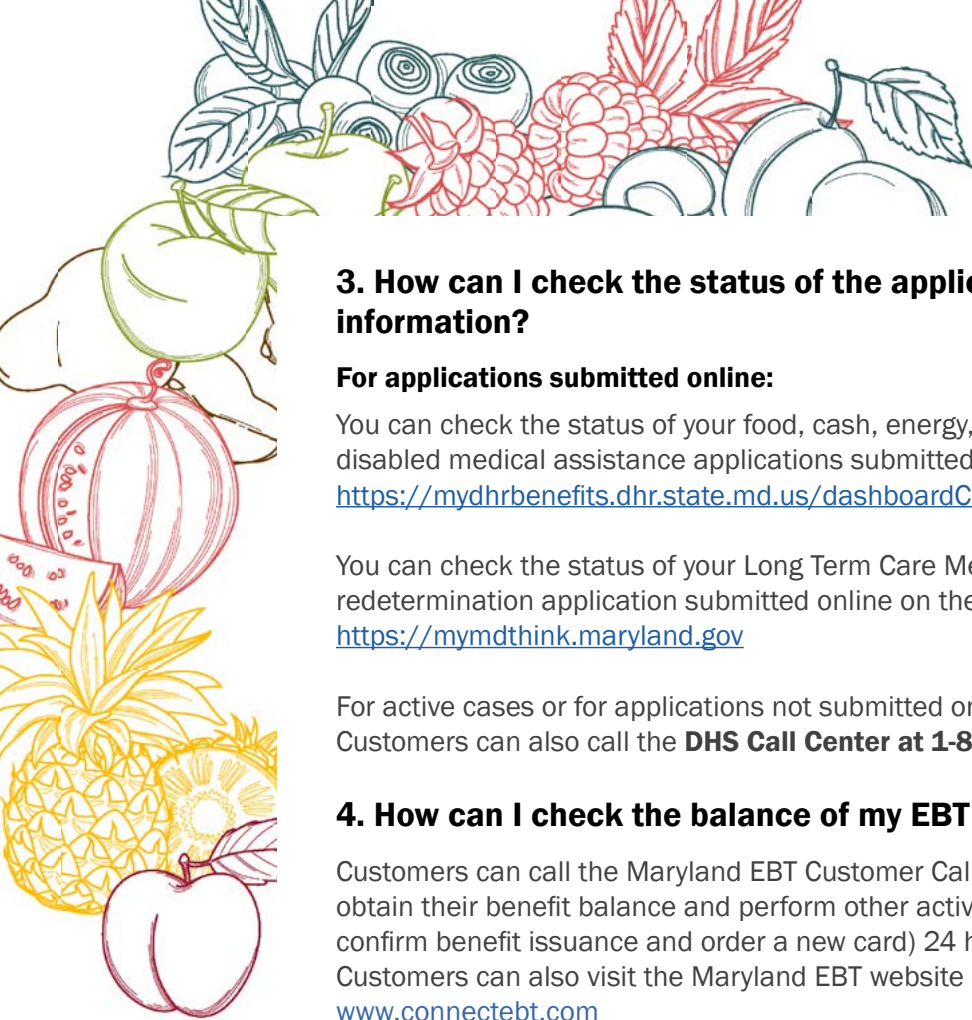 3. How can I check the status of the applic
information?
For applications submitted online:
You can check the status of your food, cash, energy,
disabled medical assistance applications submitted
https://mydhrbenefits.dhr.state.md.us/dashboardC
You can check the status of your Long Term Care Me
redetermination application submitted online on the
https://mymdthink.maryland.gov
For active cases or for applications not submitted on
Customers can also call the DHS Call Center at 1-8
4. How can I check the balance of my EBT
Customers can call the Maryland EBT Customer Cal
obtain their benefit balance and perform other activ
confirm benefit issuance and order a new card) 24 h
Customers can also visit the Maryland EBT website
www.connectebt.com